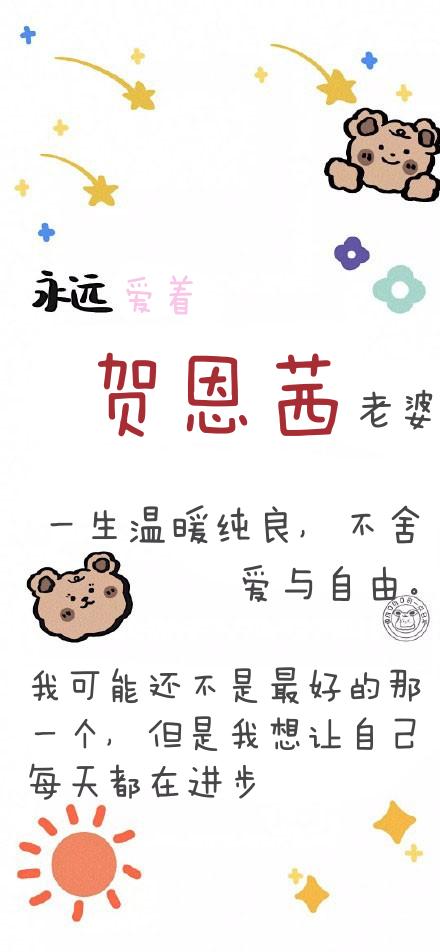 永远 爱着
贺恩茜老婆
一生温暖纯良，不舍
爱与自由。
我可能还不是最好的那
一个，但是我想让自己
每天都在进步